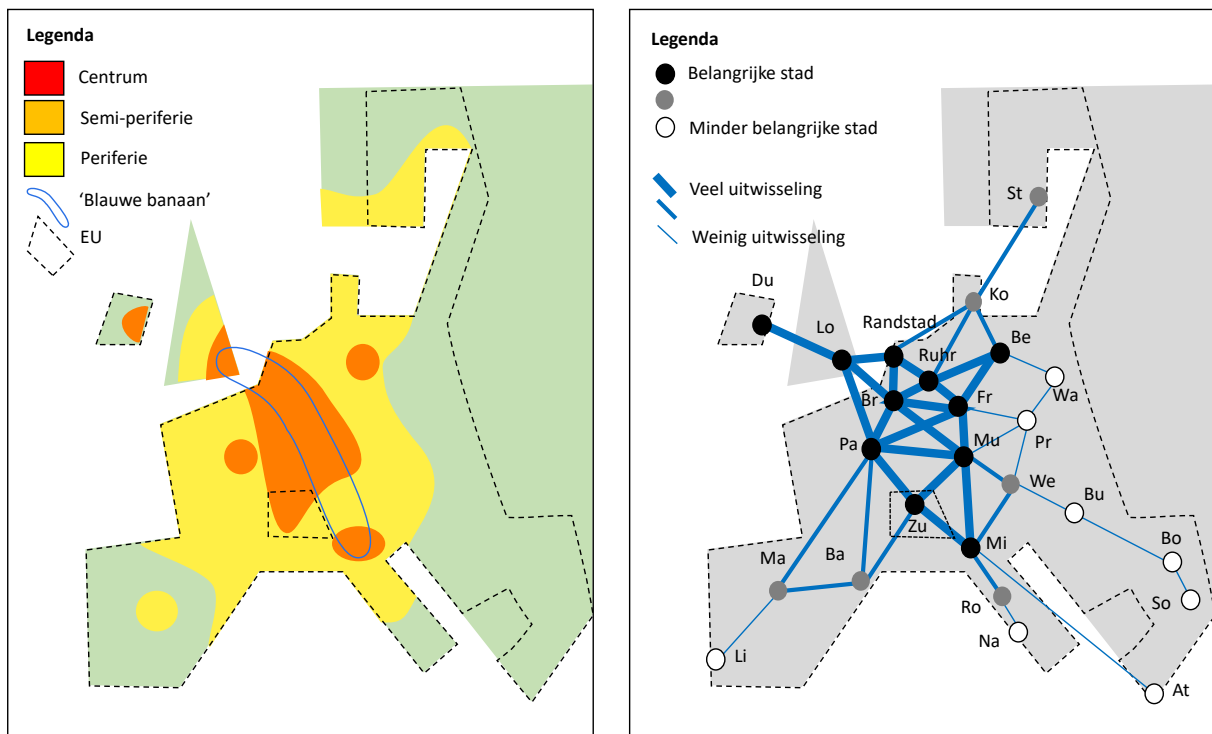 Legenda
Centrum
Semi-periferie
Periferie
‘Blauwe banaan’
EU
Legenda
Belangrijke stad
Minder belangrijke stad
Veel uitwisseling
Weinig uitwisseling
St
Du
Ko
Lo
Randstad
Be
Ruhr
Wa
Br
Fr
Pa
Mu
Pr
We
Bu
Zu
Mi
Bo
Ma
Ba
Ro
So
Na
Li
At